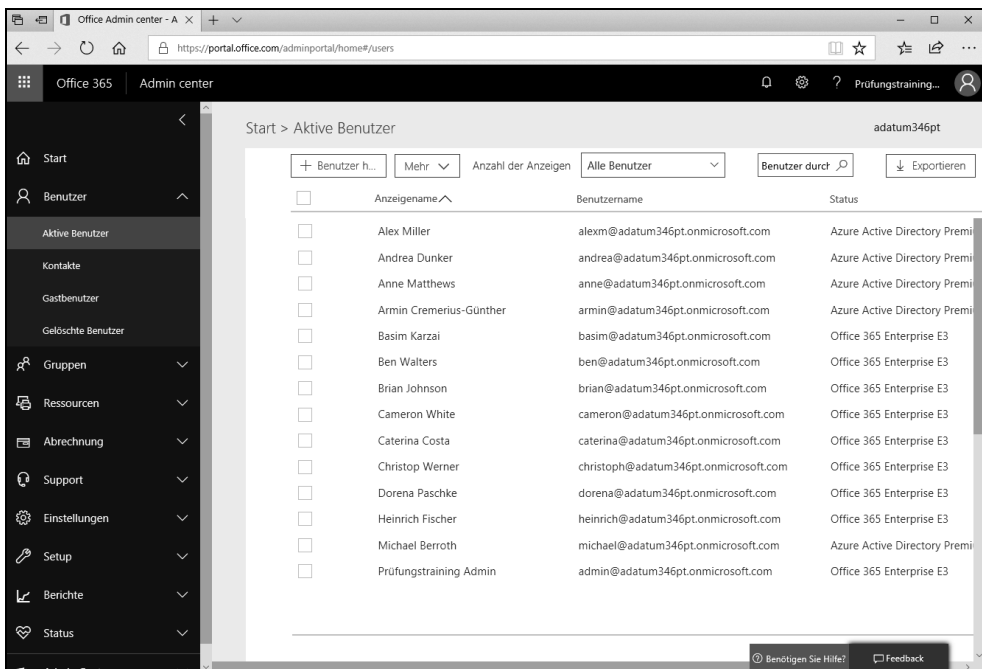 Office Admin center - A
https://portal.office.com/adminportal/home#/users
Office 365 Admin center ? Prüfungstraining...
Start > Aktive Benutzer adatum346pt
+ Benutzer h... Mehr Anzahl der Anzeigen Alle Benutzer Benutzer durch Exportieren
Anzeigename Benutzername Status
Start
Benutzer
Aktive Benutzer
Kontakte
Gastbenutzer
Gelöschte Benutzer
Gruppen
Ressourcen
Abrechnung
Support
Einstellungen
Setup
Berichte
Status
Alex Miller alexm@adatum346pt.onmicrosoft.com Azure Active Directory Premi
Andrea Dunker andrea@adatum346pt.onmicrosoft.com Azure Active Directory Premi
Anne Matthews anne@adatum346pt.onmicrosoft.com Azure Active Directory Premi
Armin Cremerius-Günther armin@adatum346pt.onmicrosoft.com Azure Active Directory Premi
Basim Karzai basim@adatum346pt.onmicrosoft.com Office 365 Enterprise E3
Ben Walters ben@adatum346pt.onmicrosoft.com Office 365 Enterprise E3
Brian Johnson brian@adatum346pt.onmicrosoft.com Office 365 Enterprise E3
Cameron White cameron@adatum346pt.onmicrosoft.com Office 365 Enterprise E3
Caterina Costa caterina@adatum346pt.onmicrosoft.com Office 365 Enterprise E3
Christop Werner christoph@adatum346pt.onmicrosoft.com Office 365 Enterprise E3
Dorena Paschke dorena@adatum346pt.onmicrosoft.com Office 365 Enterprise E3
Heinrich Fischer heinrich@adatum346pt.onmicrosoft.com Office 365 Enterprise E3
Michael Berroth michael@adatum346pt.onmicrosoft.com Azure Active Directory Premi
Prüfungstraining Admin admin@adatum346pt.onmicrosoft.com Office 365 Enterprise E3
Benötigen Sie Hilfe? Feedback